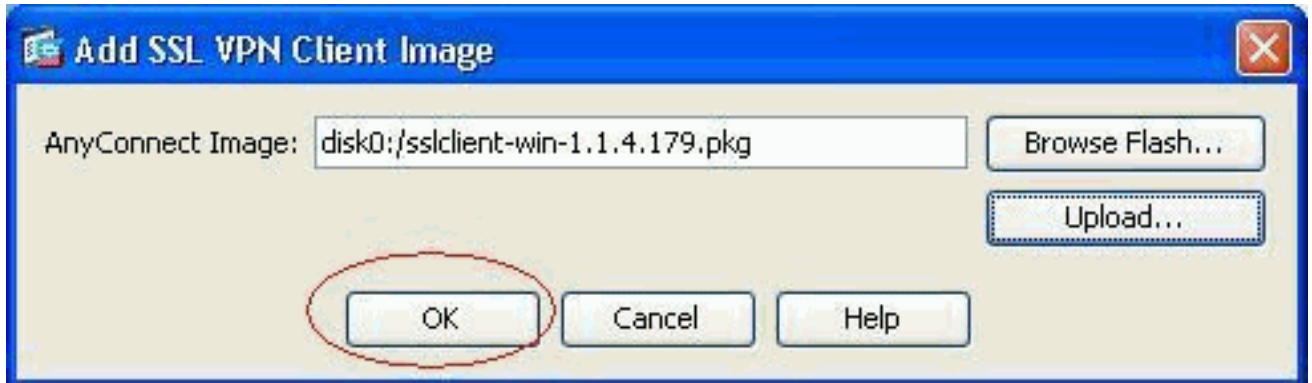 Add SSL VPN Client Image
AnyConnect Image: disk0:/sslclient-win-1.1.4.179.pkg Browse Flash...
Upload...
OK Cancel Help